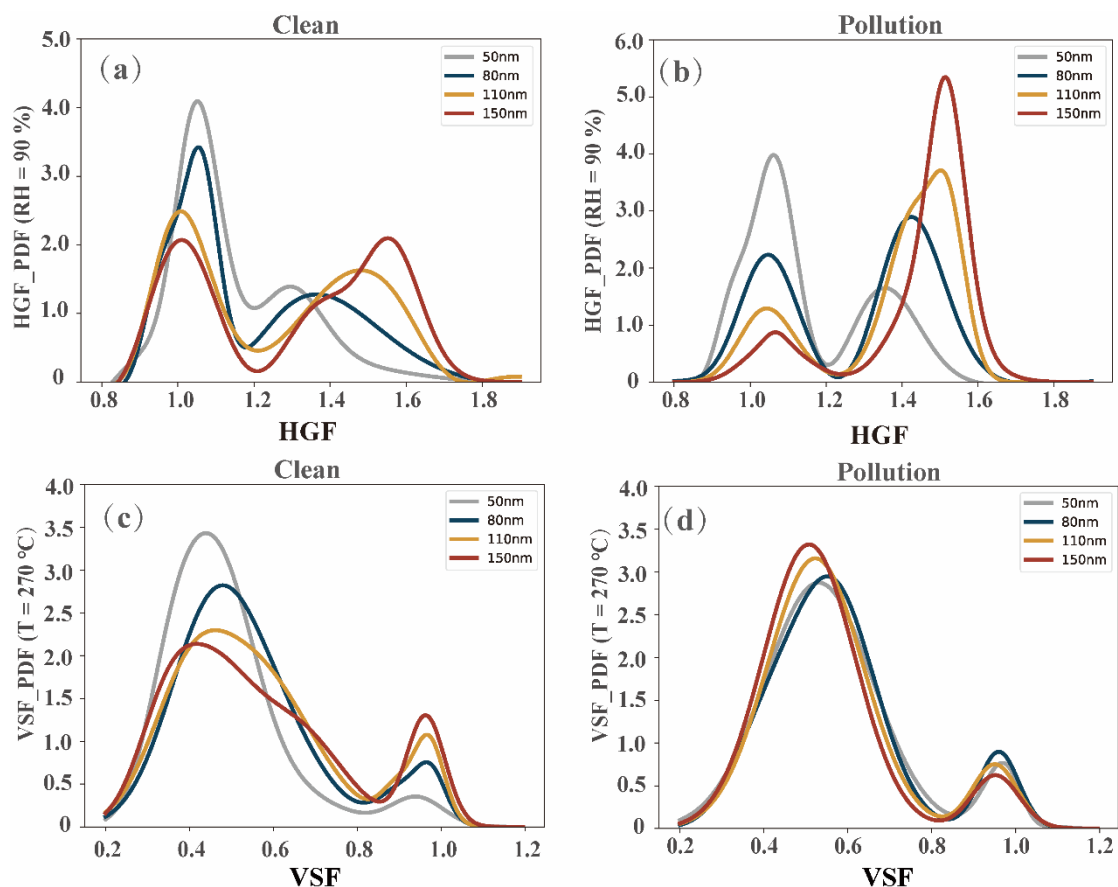 Clean
(a)
50nm
80nm
110nm
150nm
HGF_PDF (RH = 90 %)
5.0
4.0
3.0
2.0
1.0
0
0.8 1.0 1.2 1.4 1.6 1.8
HGF
Pollution
(b)
50nm
80nm
110nm
150nm
HGF_PDF (RH = 90 %)
6.0
5.0
4.0
3.0
2.0
1.0
0
0.8 1.0 1.2 1.4 1.6 1.8
HGF
Clean
(c)
50nm
80nm
110nm
150nm
VSF_PDF (T = 270 °C)
4.0
3.5
3.0
2.5
2.0
1.5
1.0
0.5
0
0.2 0.4 0.6 0.8 1.0 1.2
VSF
Pollution
(d)
50nm
80nm
110nm
150nm
VSF_PDF (T = 270 °C)
4.0
3.5
3.0
2.5
2.0
1.5
1.0
0.5
0
0.2 0.4 0.6 0.8 1.0 1.2
VSF